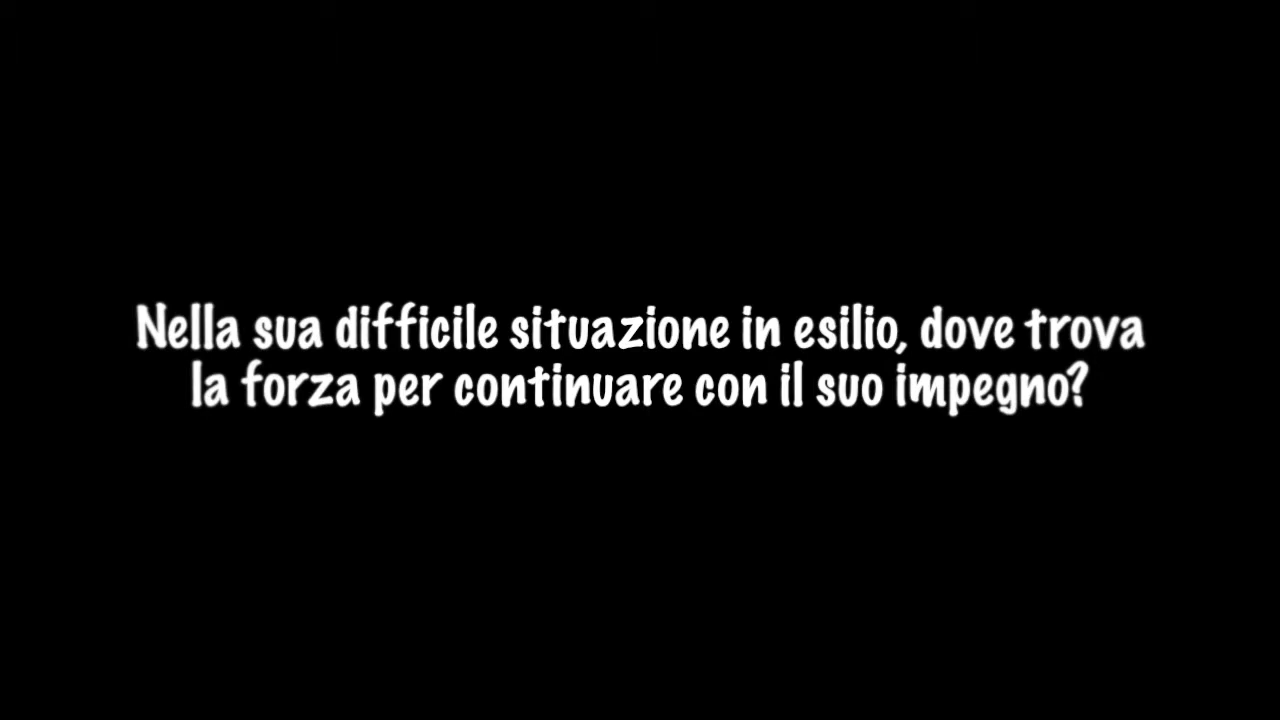 Nella sua difficile situazione in esilio, dove trova
la forza per continuare con il suo impegno?